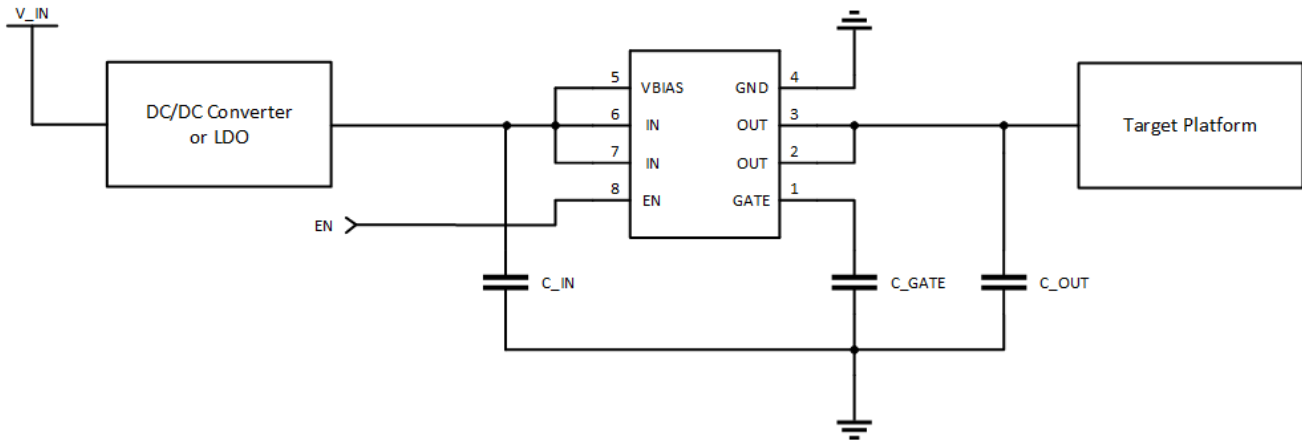 V_IN
DC/DC Converter
or LDO
5 VBIAS GND 4
6 IN OUT 3
7 IN OUT 2
8 EN GATE 1
Target Platform
EN
C_IN
C_GATE
C_OUT